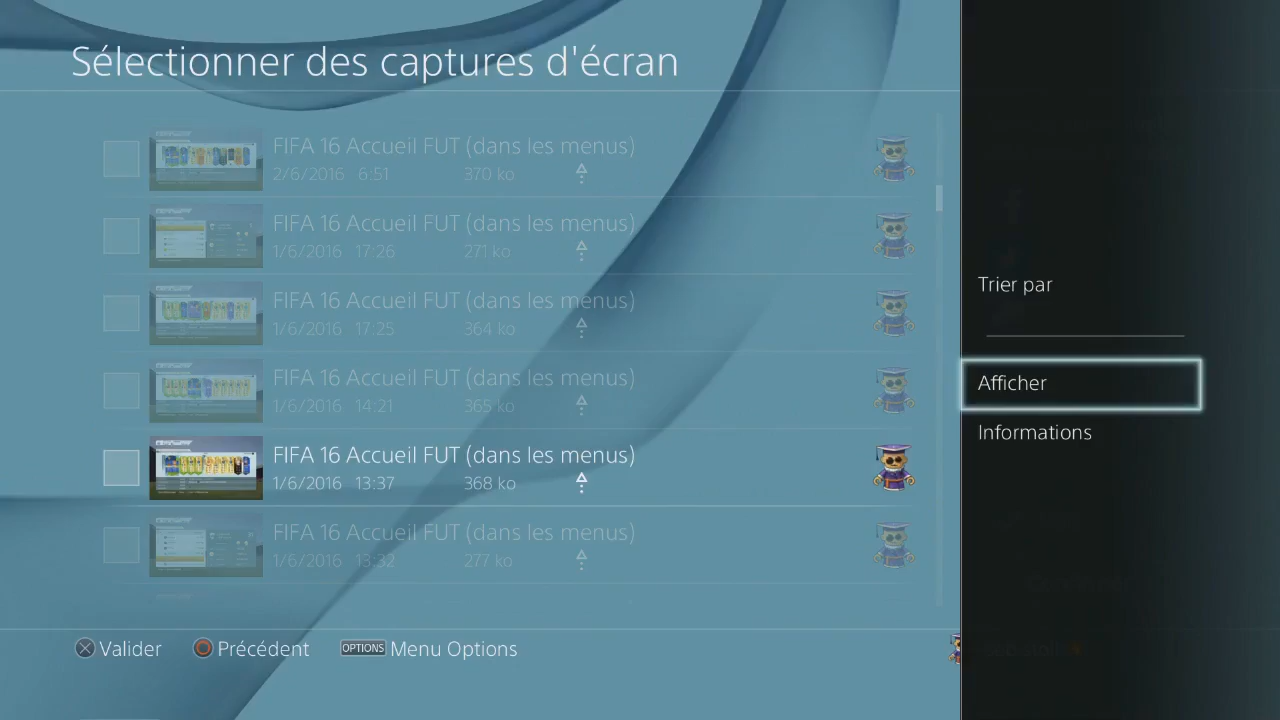 Sélectionner des captures d'écran
FIFA 16 Accueil FUT (dans les menus)
2/6/2016 6:51 370 ko
FIFA 16 Accueil FUT (dans les menus)
1/6/2016 17:26 271 ko
FIFA 16 Accueil FUT (dans les menus)
1/6/2016 17:25 364 ko
FIFA 16 Accueil FUT (dans les menus)
1/6/2016 14:21 365 ko
FIFA 16 Accueil FUT (dans les menus)
1/6/2016 13:37 368 ko
FIFA 16 Accueil FUT (dans les menus)
1/6/2016 13:32 277 ko
Trier par
Afficher
Informations
Valider Précédent OPTIONS Menu Options